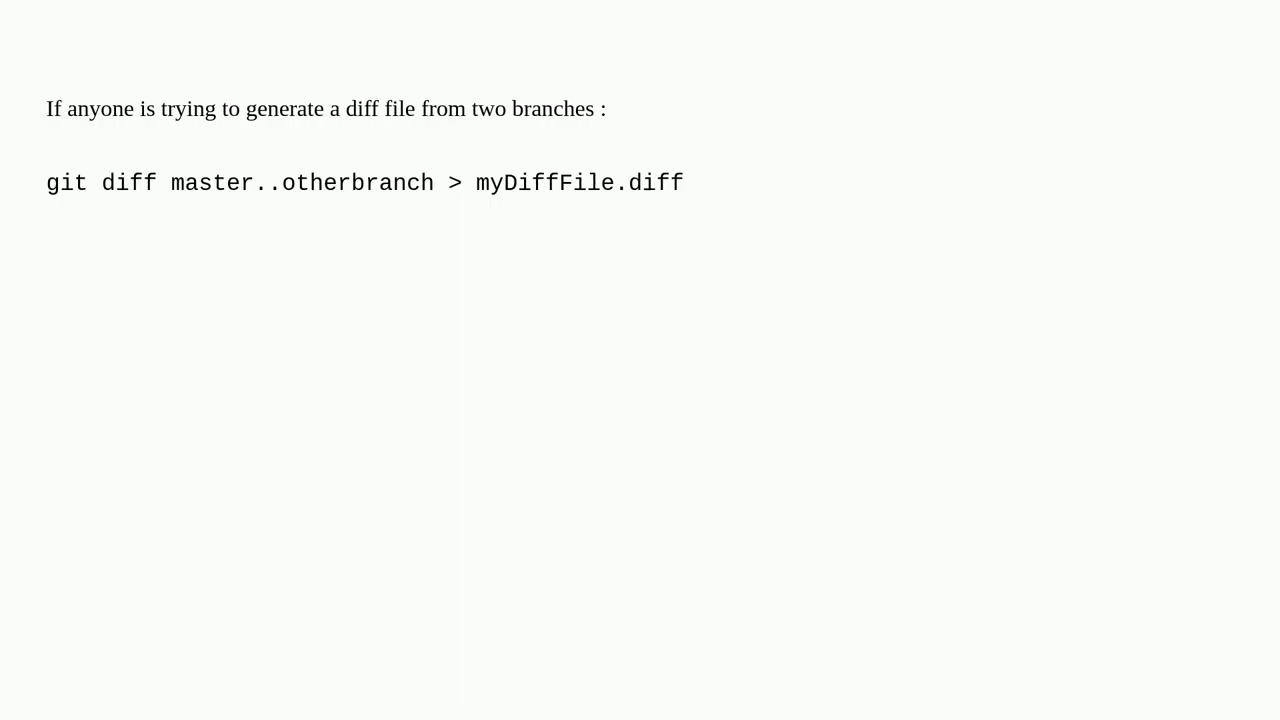 If anyone is trying to generate a diff file from two branches :
git diff master..otherbranch > myDiffFile.diff